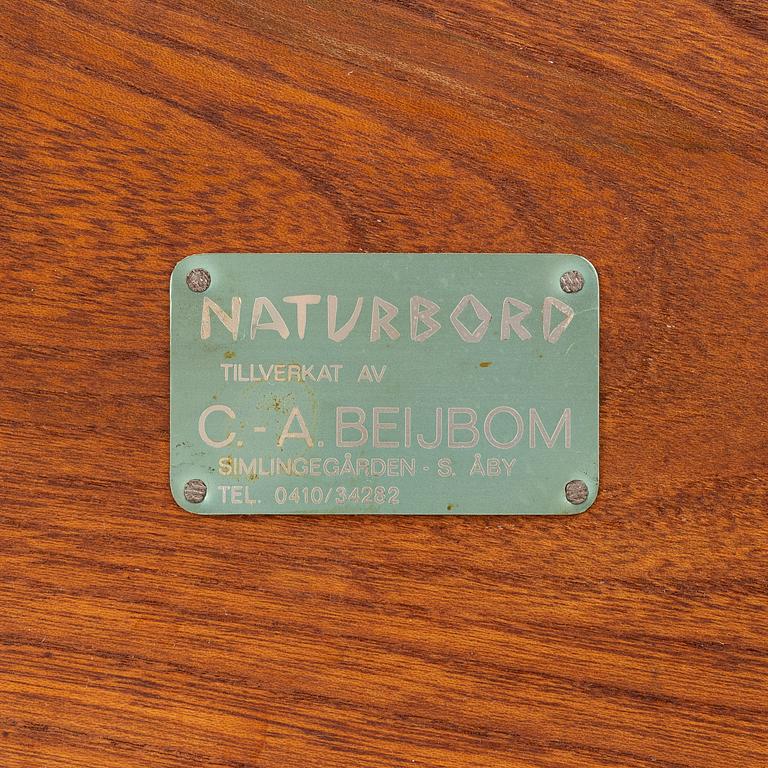 NATURBORD
TILLVERKAT AV
C.-A. BEIJBOM
SIMLINGEGÅRDEN - S. ÅBY
TEL. 0410/34282